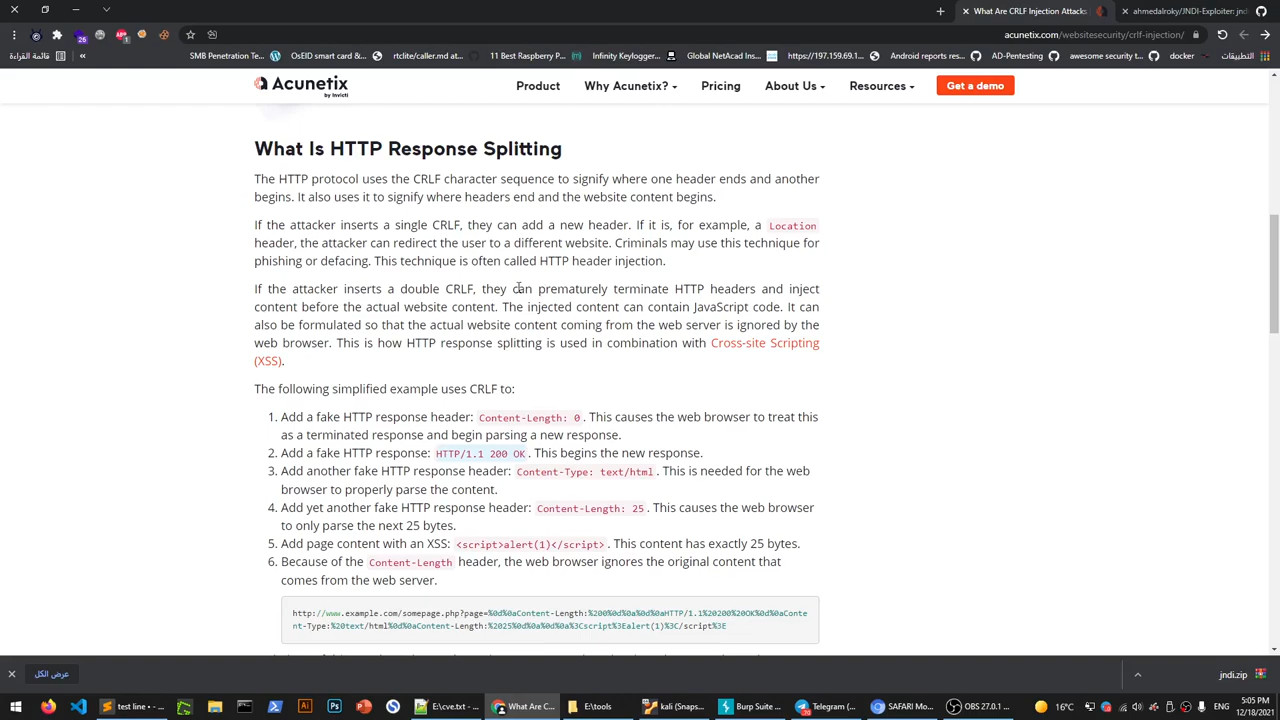 What Are CRLF Injection Attacks
ahmedalroky/JNDI-Exploiter: jnd
acunetix.com/websitesecurity/crlf-injection/
قائمة القراءة
SMB Penetration Te...
OsEID smart card &...
rtctlite/caller.md at...
11 Best Raspberry P...
Infinity Keylogger...
Global NetAcad Ins...
https://197.159.69.1...
Android reports res...
AD-Pentesting
awesome security c...
التطبيقات
Acunetix
by Invicti
Product
Why Acunetix?
Pricing
About Us
Resources
Get a demo
What Is HTTP Response Splitting
The HTTP protocol uses the CRLF character sequence to signify where one header ends and another
begins. It also uses it to signify where headers end and the website content begins.
If the attacker inserts a single CRLF, they can add a new header. If it is, for example, a Location
header, the attacker can redirect the user to a different website. Criminals may use this technique for
phishing or defacing. This technique is often called HTTP header injection.
If the attacker inserts a double CRLF, they can prematurely terminate HTTP headers and inject
content before the actual website content. The injected content can contain JavaScript code. It can
also be formulated so that the actual website content coming from the web server is ignored by the
web browser. This is how HTTP response splitting is used in combination with Cross-site Scripting
(XSS).
The following simplified example uses CRLF to:
1. Add a fake HTTP response header: Content-Length: 0. This causes the web browser to treat this
as a terminated response and begin parsing a new response.
2. Add a fake HTTP response: HTTP/1.1 200 OK. This begins the new response.
3. Add another fake HTTP response header: Content-Type: text/html. This is needed for the web
browser to properly parse the content.
4. Add yet another fake HTTP response header: Content-Length: 25. This causes the web browser
to only parse the next 25 bytes.
5. Add page content with an XSS: <script>alert(1)</script>. This content has exactly 25 bytes.
6. Because of the Content-Length header, the web browser ignores the original content that
comes from the web server.
http://www.example.com/somepage.php?page=%0d%0aContent-Length:%200%0d%0a%0d%0aHTTP/1.1%20200%20OK%0d%0aConte
nt-Type:%20text/html%0d%0aContent-Length:%2025%0d%0a%0d%0a%3Cscript%3Ealert(1)%3C/script%3E
عرض الكل
jndi.zip
test line • -...
E:\cve.txt - ...
What Are C...
E:\tools
kali (Snaps...
Burp Suite ...
Telegram (...
SAFARI Mo...
OBS 27.0.1 ...
16°C
5:05 PM
12/18/2021